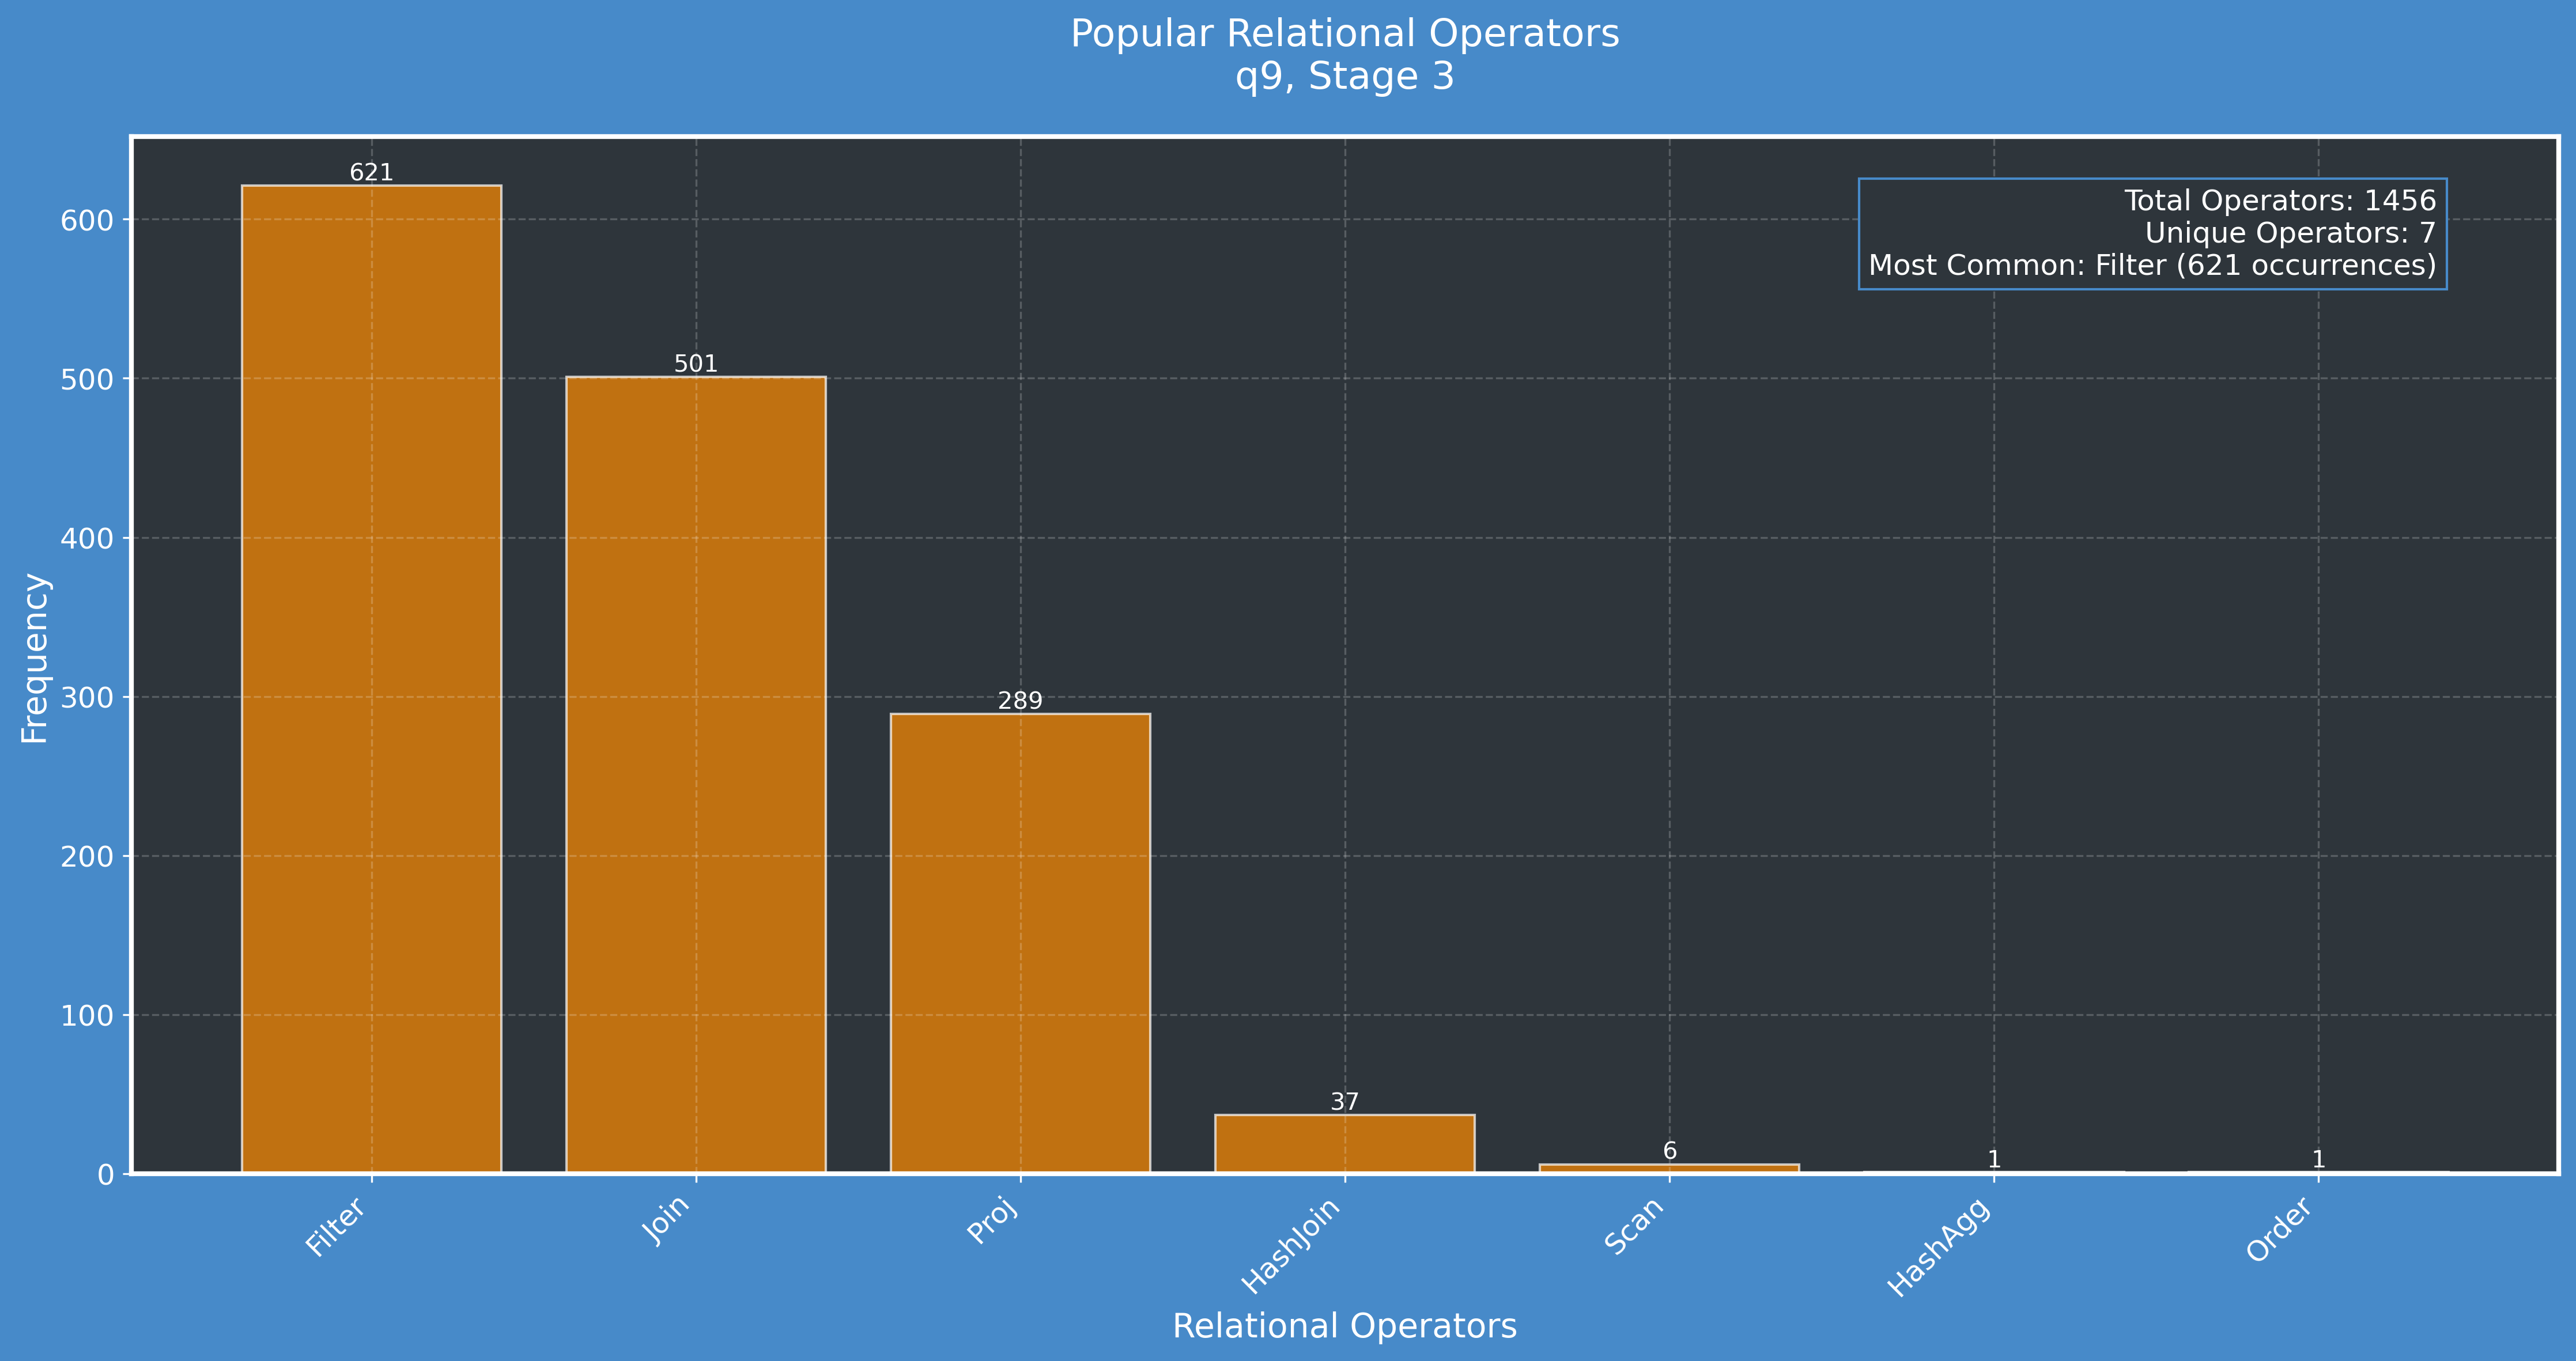 Popular Relational Operators
q9, Stage 3
Total Operators: 1456
Unique Operators: 7
Most Common: Filter (621 occurrences)
Frequency
600
500
400
300
200
100
0
621
501
289
37
6
1
1
Filter
Join
Proj
HashJoin
Scan
HashAgg
Order
Relational Operators